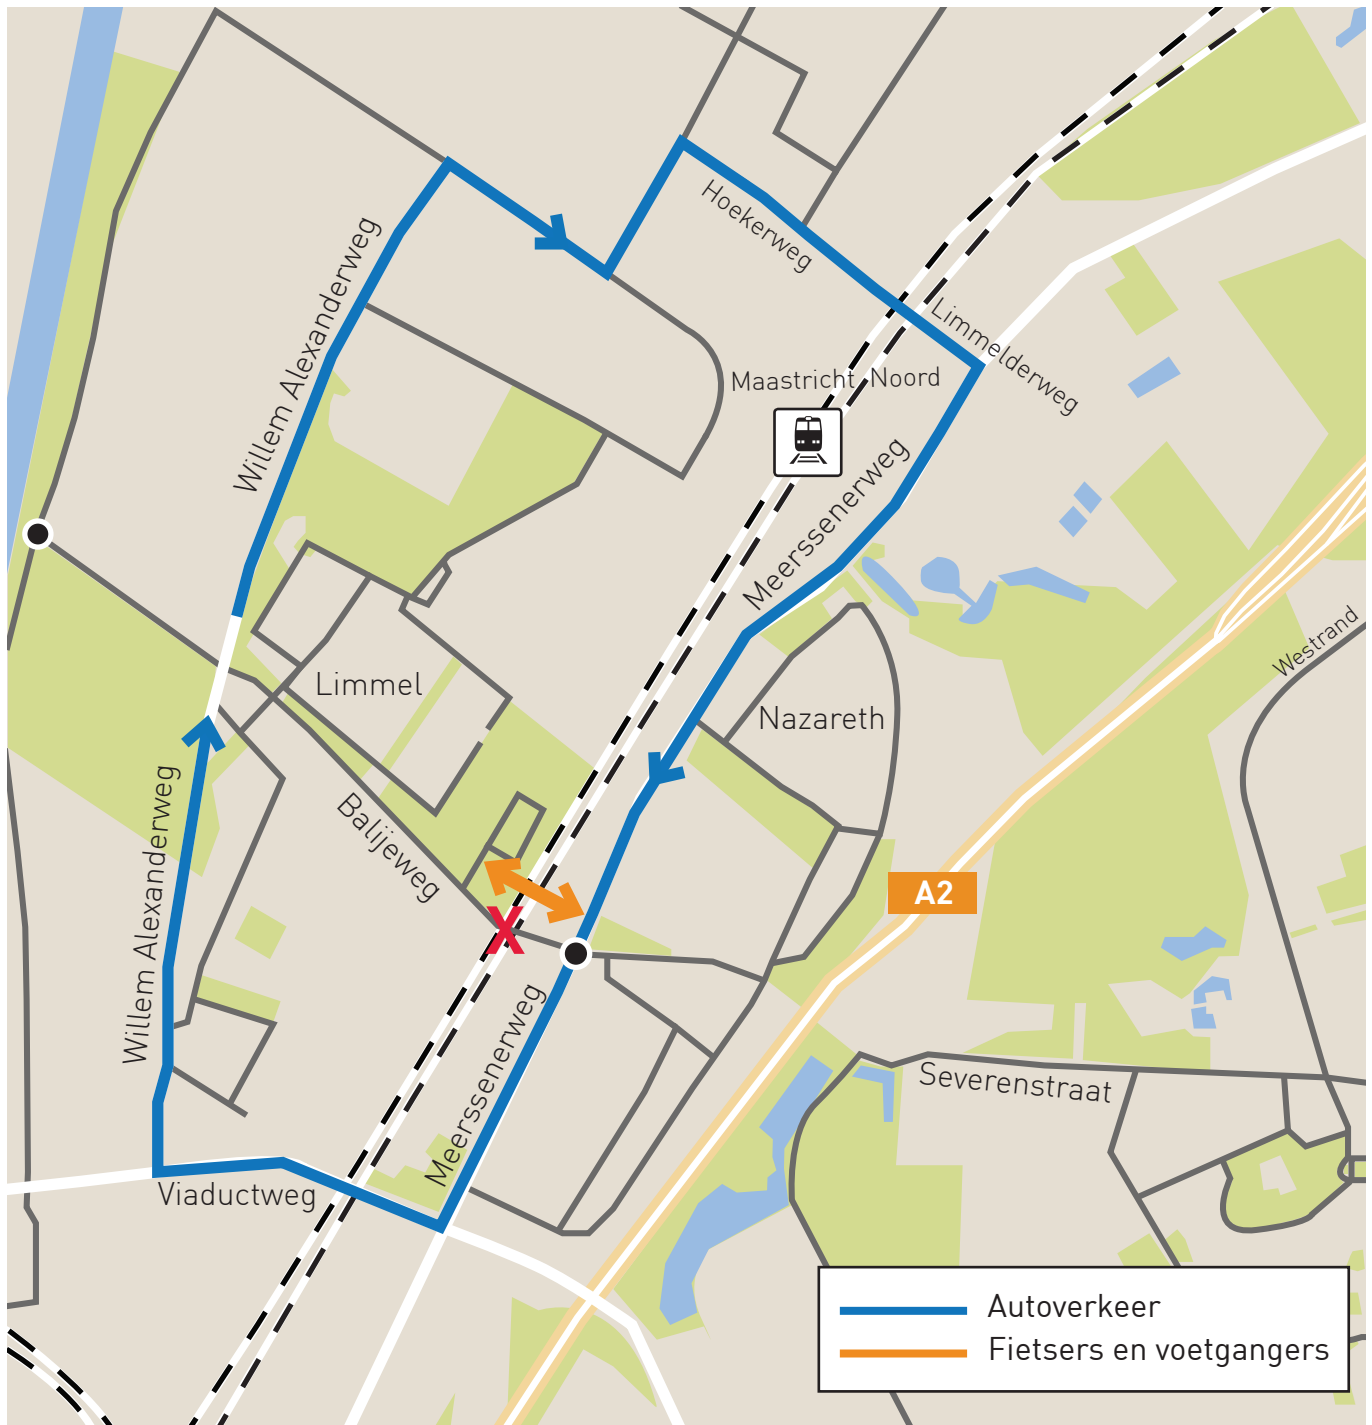 Hoekerweg
Willem Alexanderweg
Limmelderweg
Maastricht Noord
Meerssenerweg
Westrand
Limmel
Nazareth
Balijeweg
Willem Alexanderweg
A2
X
Meerssenerweg
Severenstraat
Viaductweg
Autoverkeer
Fietsers en voetgangers